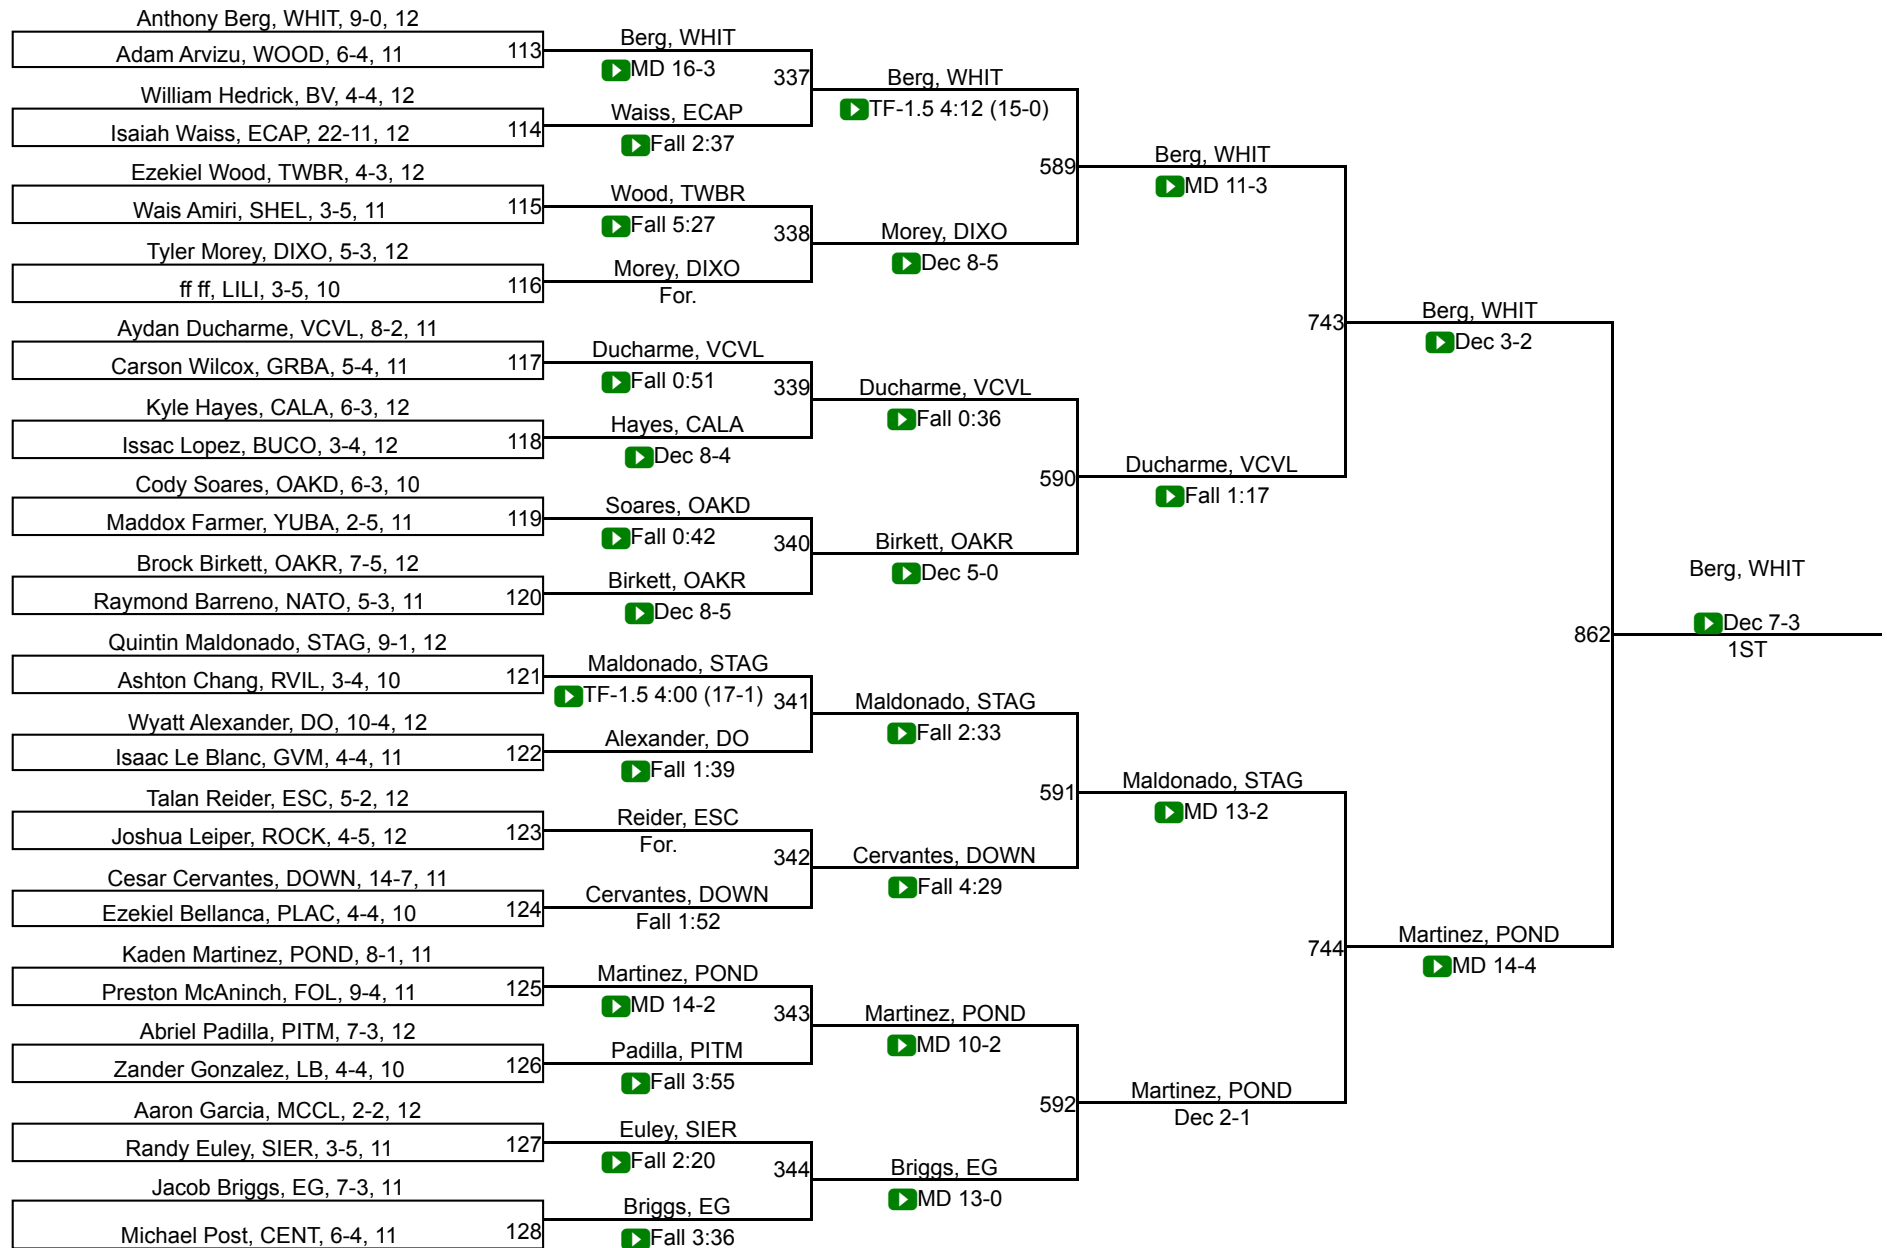 Anthony Berg, WHIT, 9-0, 12
Adam Arvizu, WOOD, 6-4, 11
113
William Hedrick, BV, 4-4, 12
Isaiah Waiss, ECAP, 22-11, 12
114
Ezekiel Wood, TWBR, 4-3, 12
Wais Amiri, SHEL, 3-5, 11
115
Tyler Morey, DIXO, 5-3, 12
ff ff, LILI, 3-5, 10
116
Aydan Ducharme, VCVL, 8-2, 11
Carson Wilcox, GRBA, 5-4, 11
117
Kyle Hayes, CALA, 6-3, 12
Issac Lopez, BUCO, 3-4, 12
118
Cody Soares, OAKD, 6-3, 10
Maddox Farmer, YUBA, 2-5, 11
119
Brock Birkett, OAKR, 7-5, 12
Raymond Barreno, NATO, 5-3, 11
120
Quintin Maldonado, STAG, 9-1, 12
Ashton Chang, RVIL, 3-4, 10
121
Wyatt Alexander, DO, 10-4, 12
Isaac Le Blanc, GVM, 4-4, 11
122
Talan Reider, ESC, 5-2, 12
Joshua Leiper, ROCK, 4-5, 12
123
Cesar Cervantes, DOWN, 14-7, 11
Ezekiel Bellanca, PLAC, 4-4, 10
124
Kaden Martinez, POND, 8-1, 11
Preston McAninch, FOL, 9-4, 11
125
Abriel Padilla, PITM, 7-3, 12
Zander Gonzalez, LB, 4-4, 10
126
Aaron Garcia, MCCL, 2-2, 12
Randy Euley, SIER, 3-5, 11
127
Jacob Briggs, EG, 7-3, 11
Michael Post, CENT, 6-4, 11
128
Berg, WHIT
MD 16-3
337
Waiss, ECAP
Fall 2:37
Wood, TWBR
Fall 5:27
338
Morey, DIXO
For.
Ducharme, VCVL
Fall 0:51
339
Hayes, CALA
Dec 8-4
Soares, OAKD
Fall 0:42
340
Birkett, OAKR
Dec 8-5
Maldonado, STAG
TF-1.5 4:00 (17-1)
341
Alexander, DO
Fall 1:39
Reider, ESC
For.
342
Cervantes, DOWN
Fall 1:52
Martinez, POND
MD 14-2
343
Padilla, PITM
Fall 3:55
Euley, SIER
Fall 2:20
344
Briggs, EG
Fall 3:36
Berg, WHIT
TF-1.5 4:12 (15-0)
589
Morey, DIXO
Dec 8-5
Ducharme, VCVL
Fall 0:36
590
Birkett, OAKR
Dec 5-0
Maldonado, STAG
Fall 2:33
591
Cervantes, DOWN
Fall 4:29
Martinez, POND
MD 10-2
592
Briggs, EG
MD 13-0
Berg, WHIT
MD 11-3
743
Ducharme, VCVL
Fall 1:17
Maldonado, STAG
MD 13-2
744
Martinez, POND
Dec 2-1
Berg, WHIT
Dec 3-2
862
Martinez, POND
MD 14-4
Berg, WHIT
Dec 7-3
1ST